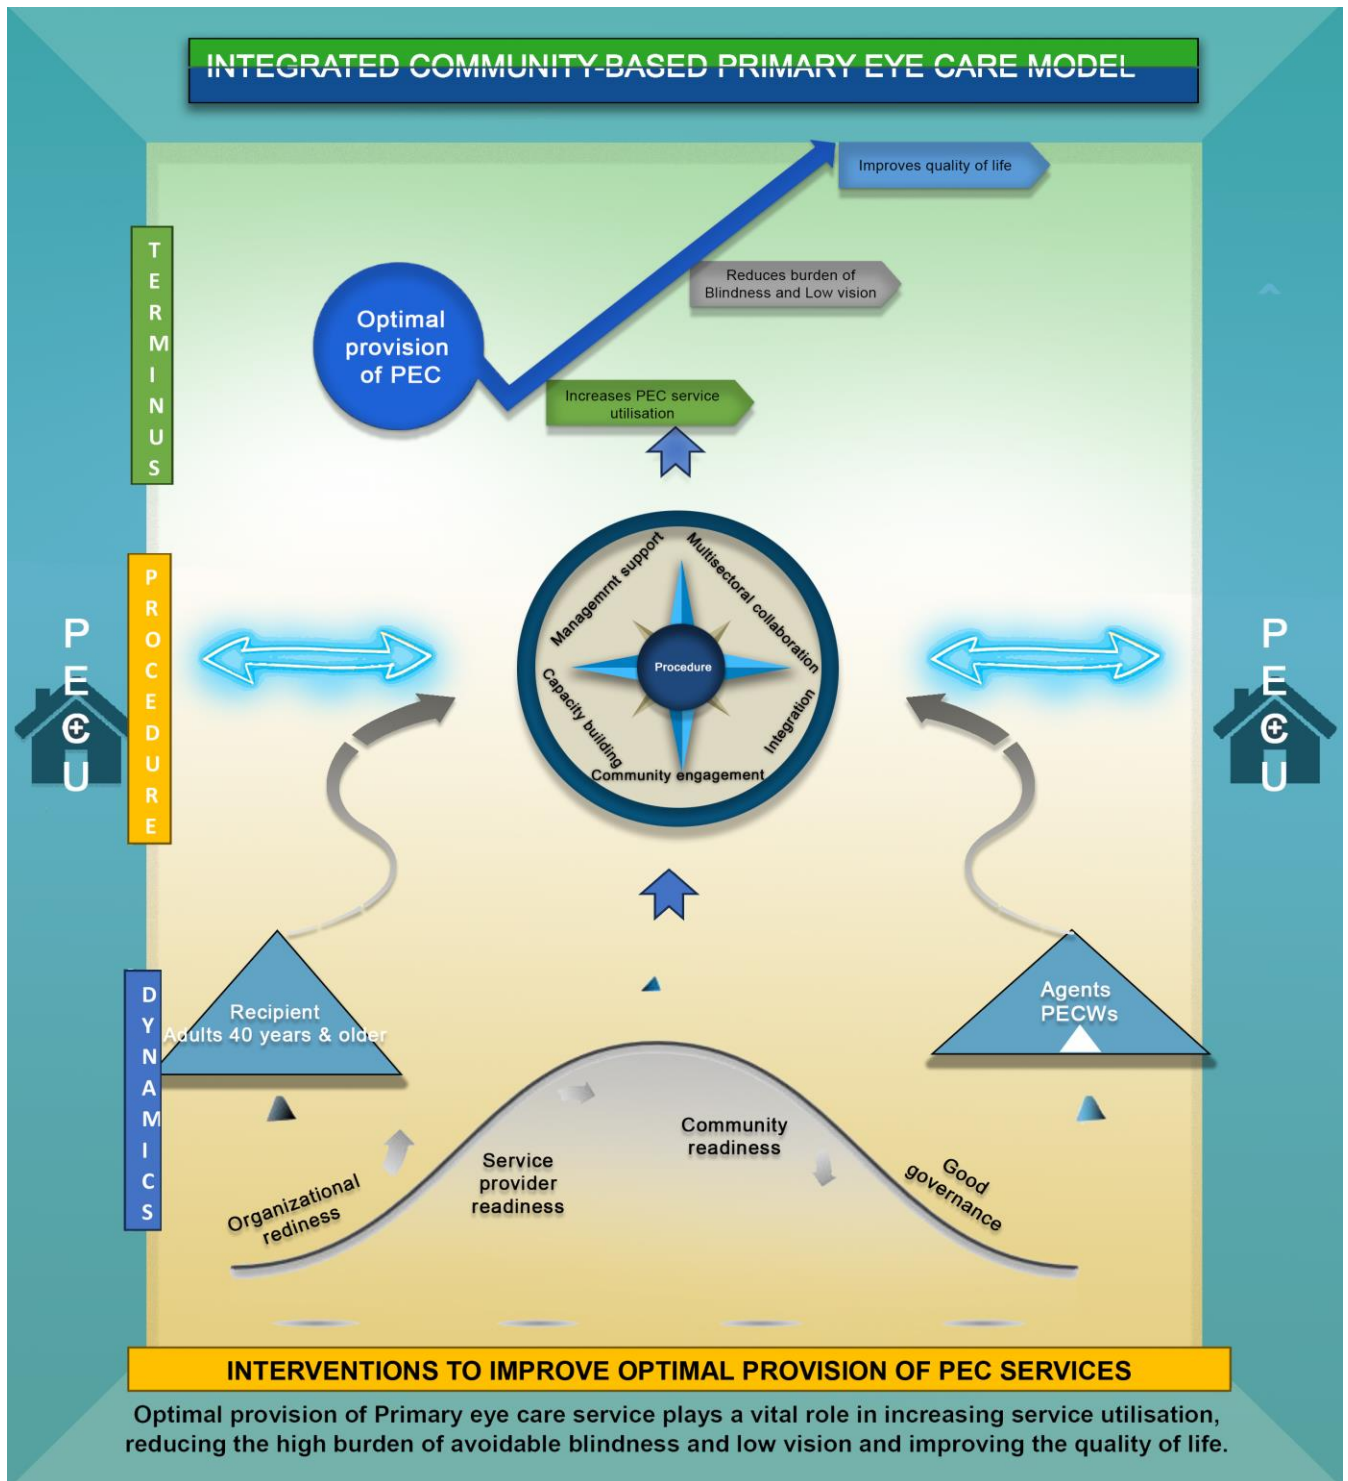 INTEGRATED COMMUNITY-BASED PRIMARY EYE CARE MODEL
Improves quality of life
Reduces burden of
Blindness and Low vision
Increases PEC service
utilisation
Optimal
provision
of PEC
TERMINUS
Managemrnt support
Multisectoral collaboration
Procedure
Capacity building
Integration
Community engagement
PROCEDURE
PECU
PECU
Recipient
Adults 40 years & older
Agents
PECWs
DYNAMICS
Organizational
rediness
Service
provider
readiness
Community
readiness
Good
governance
INTERVENTIONS TO IMPROVE OPTIMAL PROVISION OF PEC SERVICES
Optimal provision of Primary eye care service plays a vital role in increasing service utilisation,
reducing the high burden of avoidable blindness and low vision and improving the quality of life.